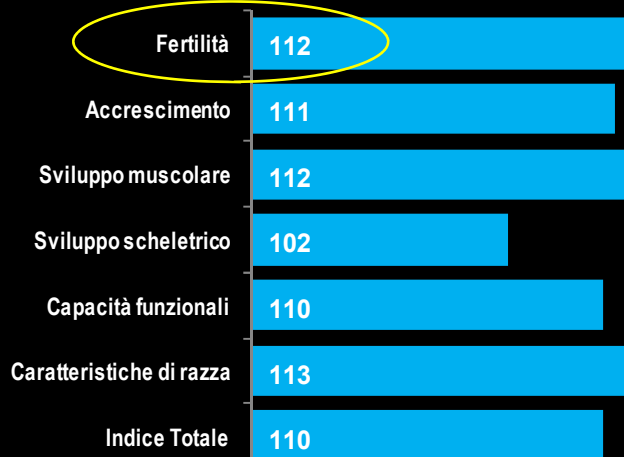 Fertilità 112
Accrescimento 111
Sviluppo muscolare 112
Sviluppo scheletrico 102
Capacità funzionali 110
Caratteristiche di razza 113
Indice Totale 110